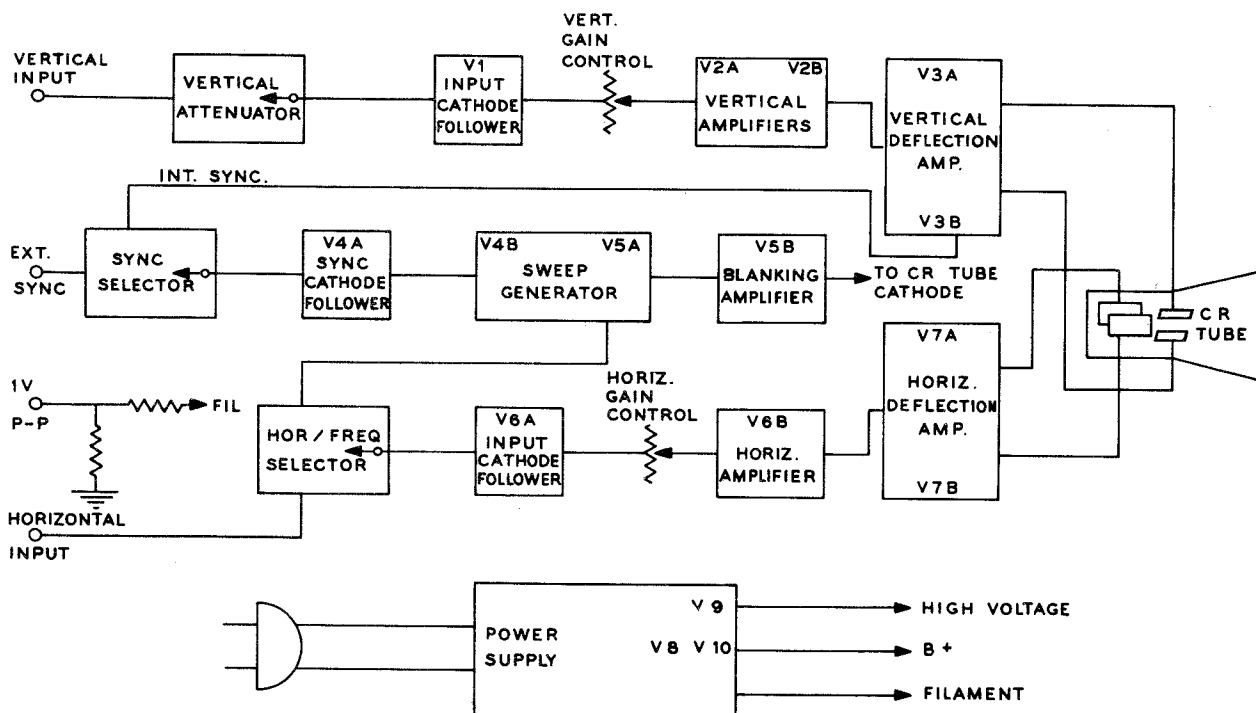 VERTICAL
INPUT
VERTICAL
ATTENUATOR
V1
INPUT
CATHODE
FOLLOWER
VERT.
GAIN
CONTROL
V2A V2B
VERTICAL
AMPLIFIERS
V3A
VERTICAL
DEFLECTION
AMP.
V3B
INT. SYNC.
EXT.
SYNC
SYNC
SELECTOR
V4A
SYNC
CATHODE
FOLLOWER
V4B V5A
SWEEP
GENERATOR
V5B
BLANKING
AMPLIFIER
TO CR TUBE
CATHODE
CR
TUBE
1V
P-P
FIL
HOR/FREQ
SELECTOR
V6A
INPUT
CATHODE
FOLLOWER
HORIZ.
GAIN
CONTROL
V6B
HORIZ.
AMPLIFIER
V7A
HORIZ.
DEFLECTION
AMP.
V7B
HORIZONTAL
INPUT
POWER
SUPPLY
V9
V8 V10
HIGH VOLTAGE
B+
FILAMENT